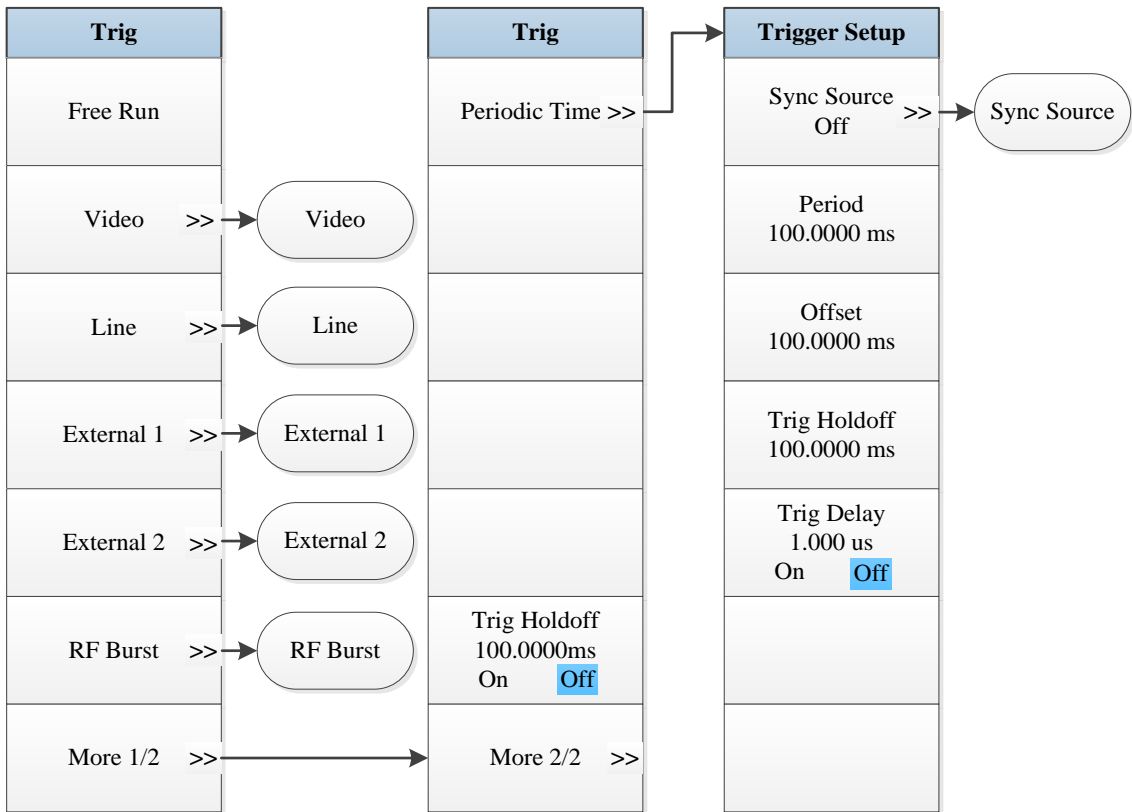 Trig
Free Run
Video >>
Video
Line >>
Line
External 1 >>
External 1
External 2 >>
External 2
RF Burst >>
RF Burst
More 1/2 >>
Trig
Periodic Time >>
Trig Holdoff
100.0000ms
On Off
More 2/2 >>
Trigger Setup
Sync Source
Off >>
Sync Source
Period
100.0000 ms
Offset
100.0000 ms
Trig Holdoff
100.0000 ms
Trig Delay
1.000 us
On Off